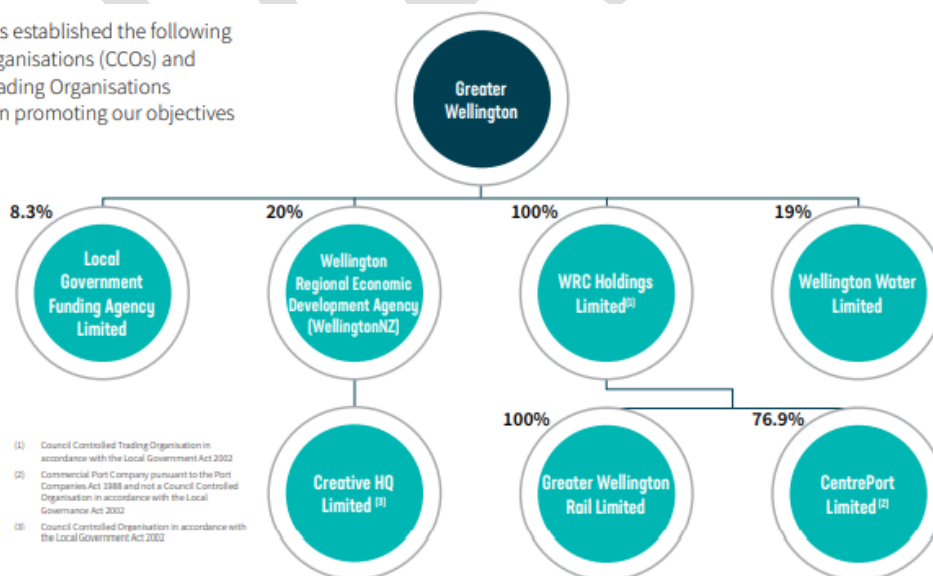 s established the following
ganisations (CCOs) and
ading Organisations
n promoting our objectives
Greater
Wellington
8.3%
20%
100%
19%
Local
Government
Funding Agency
Limited
Wellington
Regional Economic
Development Agency
(WellingtonNZ)
WRC Holdings
Limited(1)
Wellington Water
Limited
100%
76.9%
Creative HQ
Limited (3)
Greater Wellington
Rail Limited
CentrePort
Limited (2)
(1) Council Controlled Trading Organisation in
accordance with the Local Government Act 2002
(2) Commercial Port Company pursuant to the Port
Companies Act 1988 and not a Council Controlled
Organisation in accordance with the Local
Governance Act 2002
(3) Council Controlled Organisation in accordance with
the Local Government Act 2002